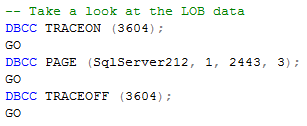 -- Take a look at the LOB data
DBCC TRACEON (3604);
GO
DBCC PAGE (SqlServer212, 1, 2443, 3);
GO
DBCC TRACEOFF (3604);
GO